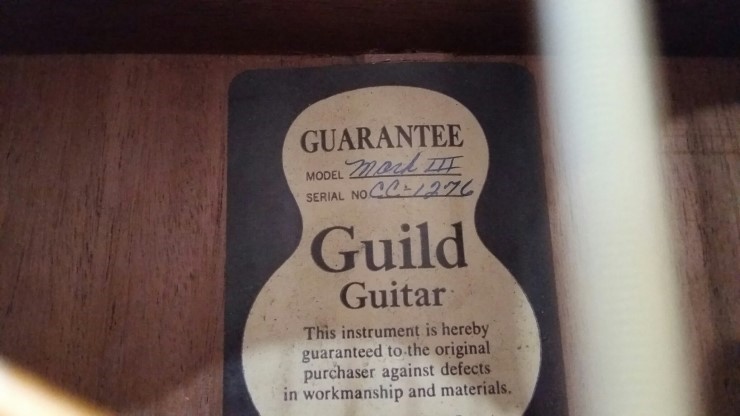 GUARANTEE
MODEL Mark III
SERIAL NO CC-1276
Guild
Guitar
This instrument is hereby
guaranteed to the original
purchaser against defects
in workmanship and materials.